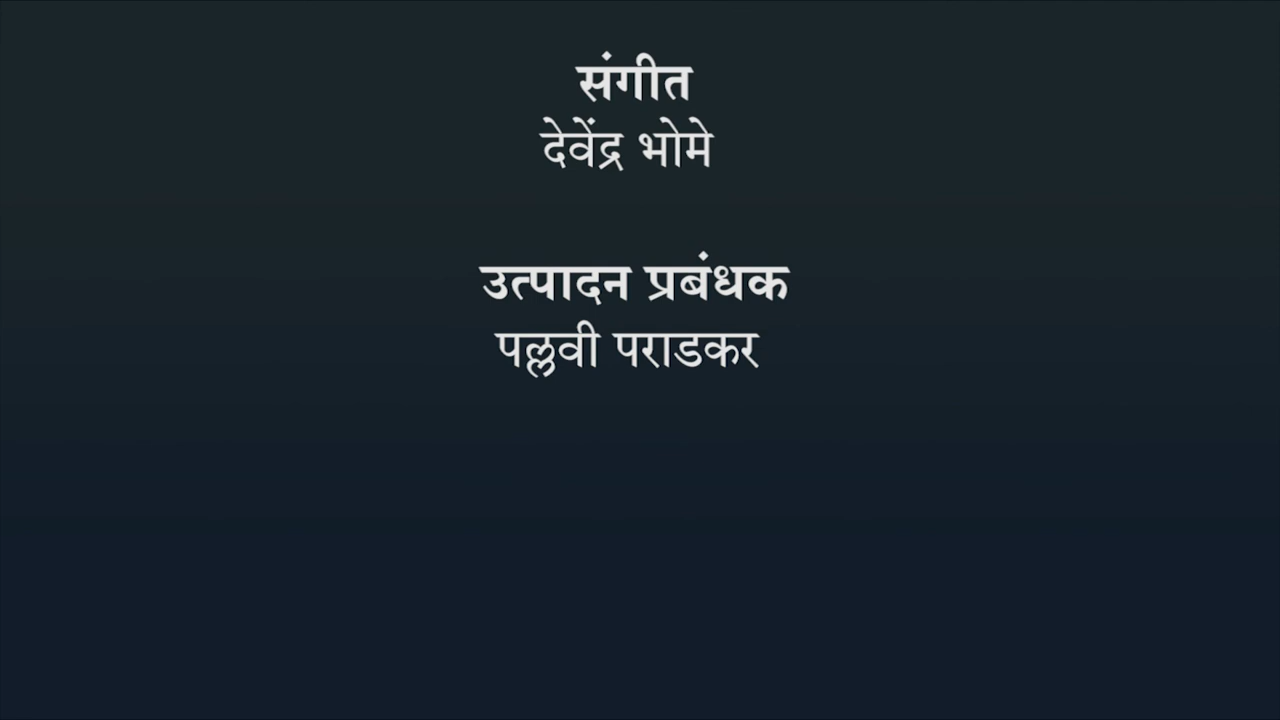 संगीत
देवेंद्र भोमे
उत्पादन प्रबंधक
पल्लवी पराडकर